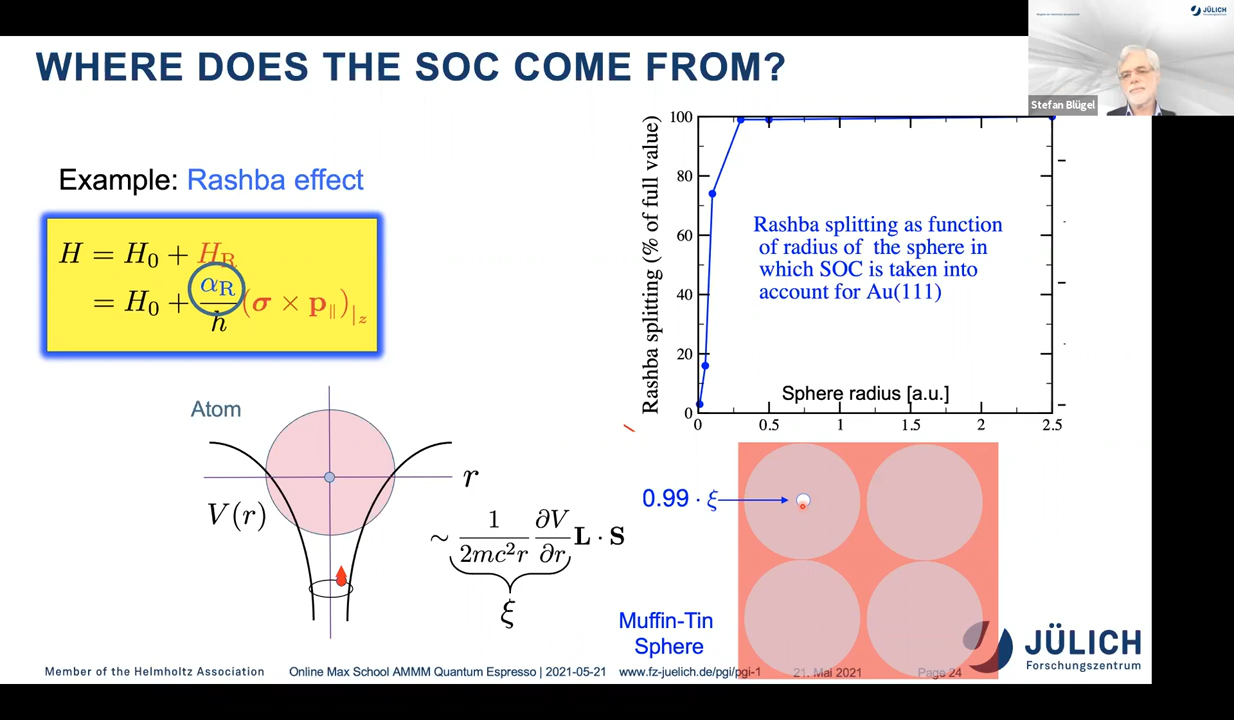 JÜLICH
Forschungszentrum
Stefan Blügel
WHERE DOES THE SOC COME FROM?
Example: Rashba effect
H = H₀ + H_R
= H₀ + α_R/ħ (σ × p_∥)_|z
Atom
r
V(r)
∼ 1/(2mc²r) ∂V/∂r L · S
ξ
Rashba splitting (% of full value)
100
80
60
40
20
0
Rashba splitting as function
of radius of the sphere in
which SOC is taken into
account for Au(111)
Sphere radius [a.u.]
0 0.5 1 1.5 2 2.5
0.99 · ξ
Muffin-Tin
Sphere
JÜLICH
Forschungszentrum
Member of the Helmholtz Association
Online Max School AMMM Quantum Espresso | 2021-05-21
www.fz-juelich.de/pgi/pgi-1
21. Mai 2021
Page 24